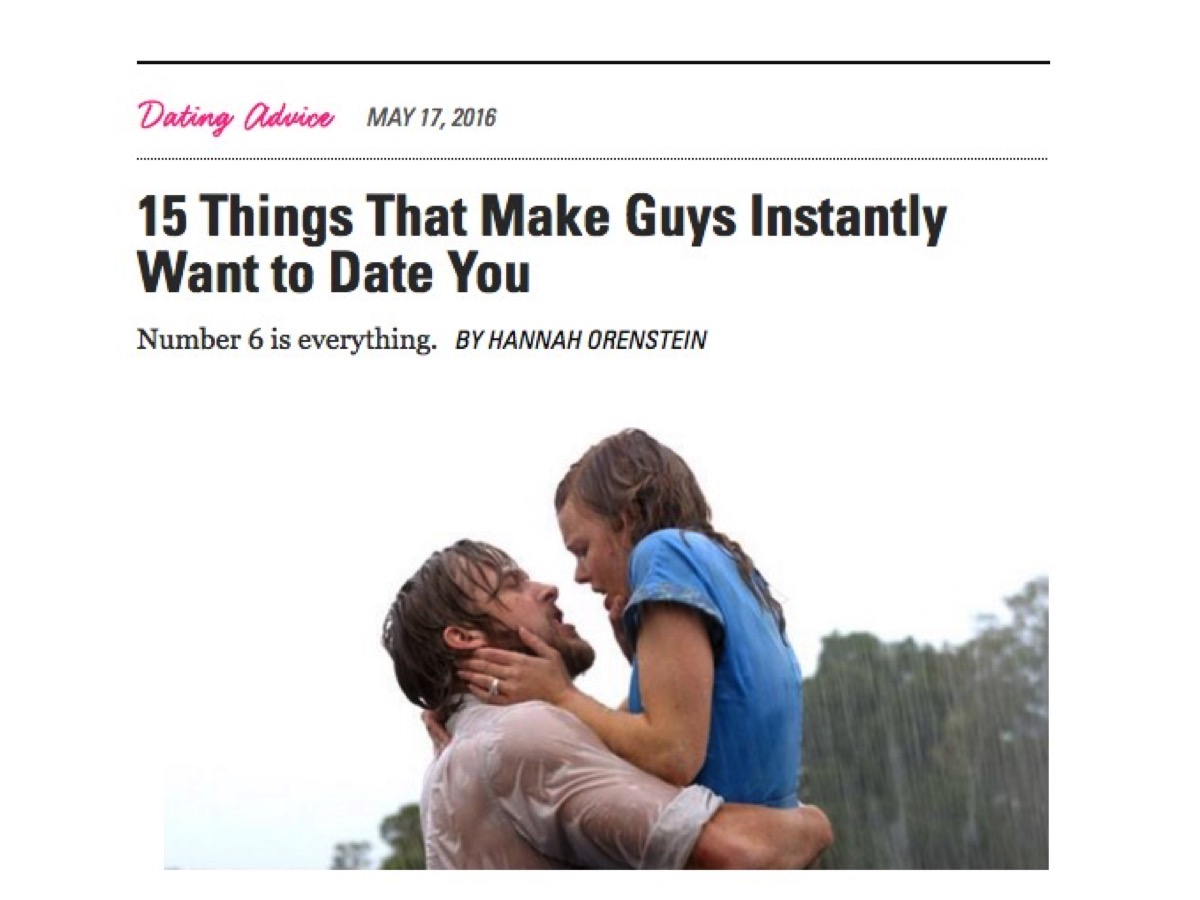 Dating Advice MAY 17, 2016
15 Things That Make Guys Instantly
Want to Date You
Number 6 is everything. BY HANNAH ORENSTEIN